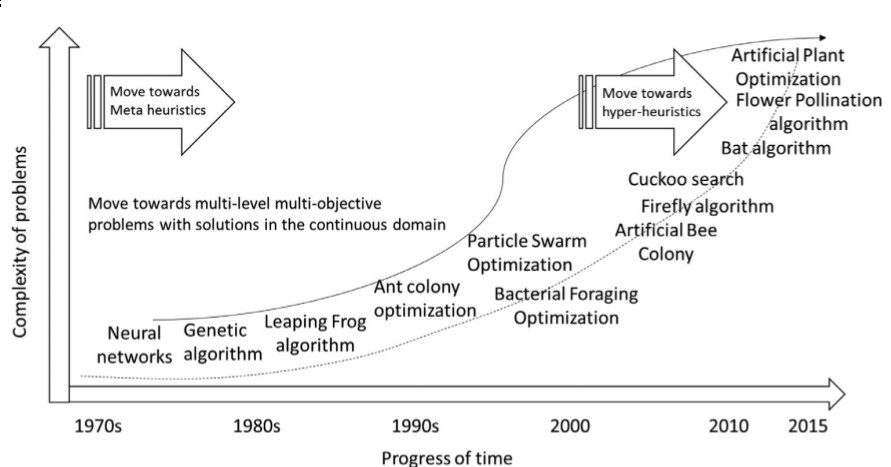 Complexity of problems
Move towards
Meta heuristics
Move towards
hyper-heuristics
Move towards multi-level multi-objective
problems with solutions in the continuous domain
Neural
networks
Genetic
algorithm
Leaping Frog
algorithm
Ant colony
optimization
Particle Swarm
Optimization
Bacterial Foraging
Optimization
Artificial Bee
Colony
Firefly algorithm
Cuckoo search
Bat algorithm
Flower Pollination
algorithm
Artificial Plant
Optimization
1970s
1980s
1990s
2000
2010
2015
Progress of time